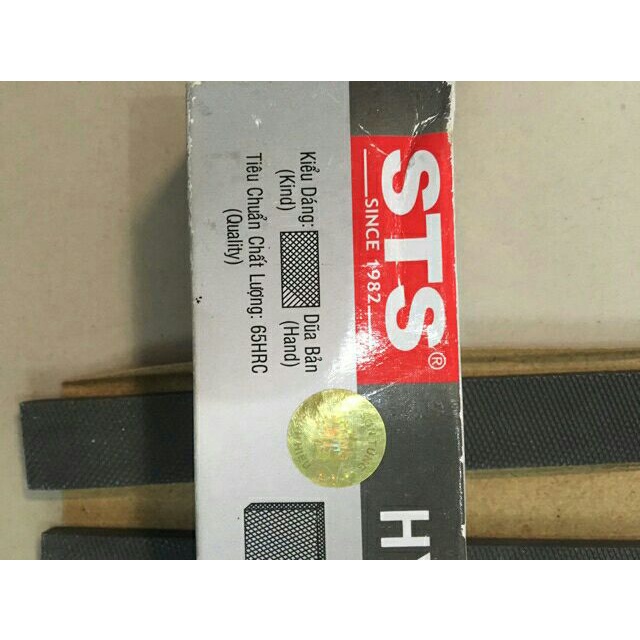 STS®
SINCE 1982
Kiểu Dáng: Dũa Bản
(Kind) (Hand)
Tiêu Chuẩn Chất Lượng: 65HRC
(Quality)